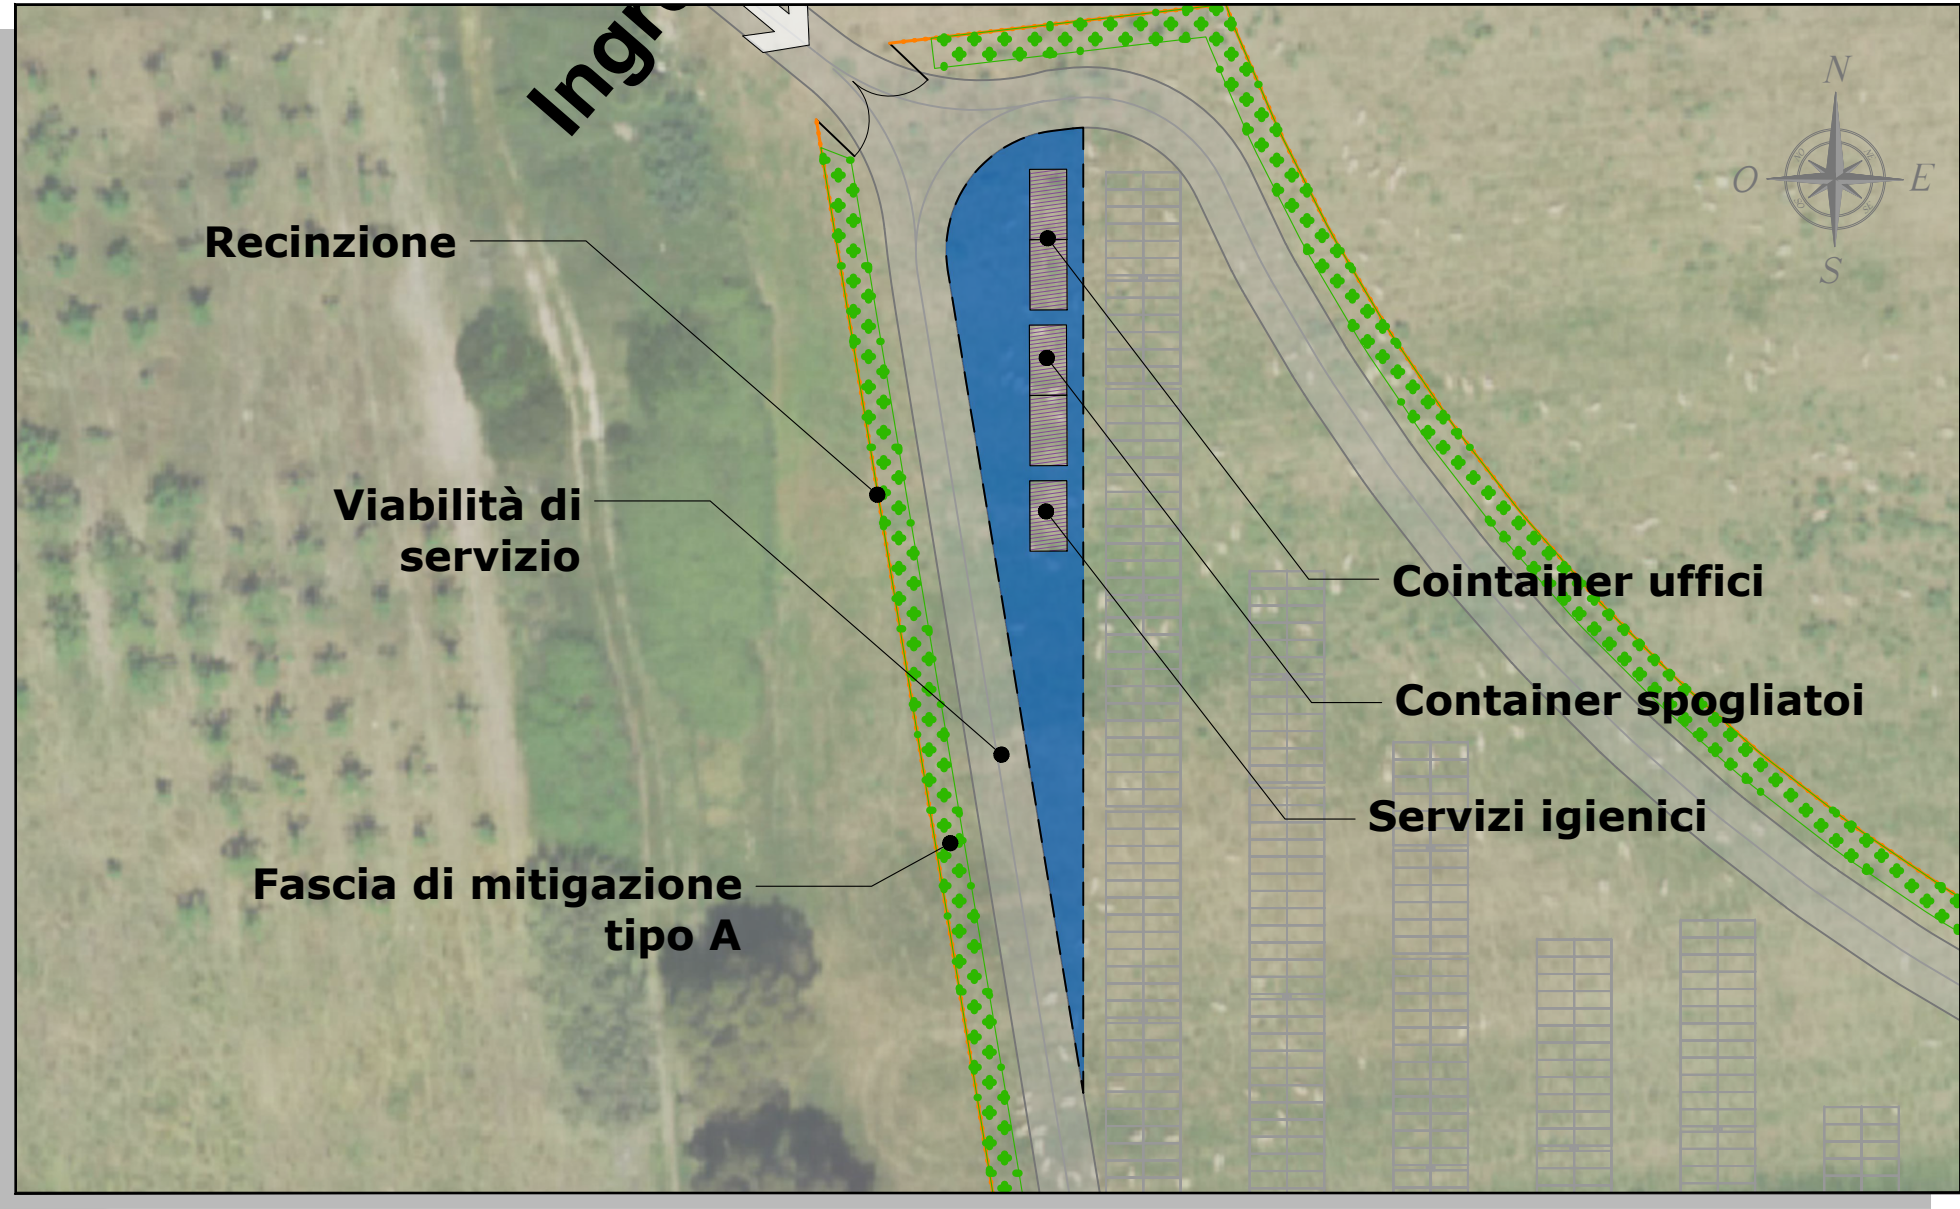 Ingr
N
O
E
S
Recinzione
Viabilità di
servizio
Cointainer uffici
Container spogliatoi
Servizi igienici
Fascia di mitigazione
tipo A